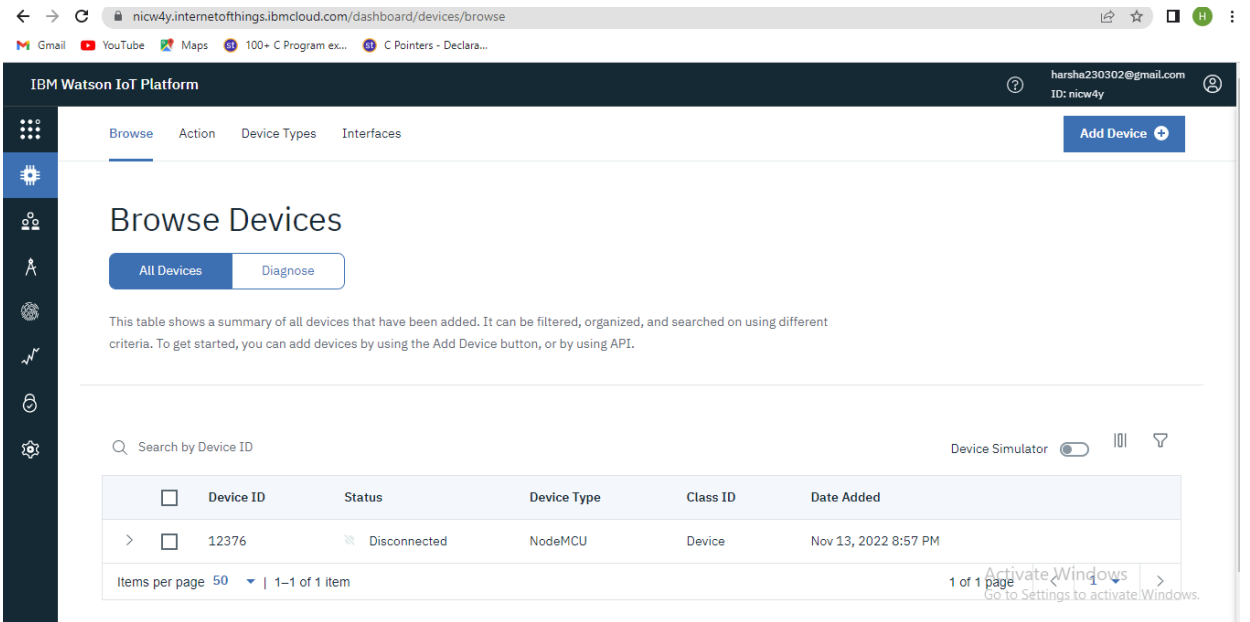 nicw4y.internetofthings.ibmcloud.com/dashboard/devices/browse
H
Gmail YouTube Maps st 100+ C Program ex... st C Pointers - Declara...
IBM Watson IoT Platform
harsha230302@gmail.com
ID: nicw4y
Browse Action Device Types Interfaces Add Device
Browse Devices
All Devices Diagnose
This table shows a summary of all devices that have been added. It can be filtered, organized, and searched on using different
criteria. To get started, you can add devices by using the Add Device button, or by using API.
Search by Device ID Device Simulator
Device ID Status Device Type Class ID Date Added
12376 Disconnected NodeMCU Device Nov 13, 2022 8:57 PM
Items per page 50 | 1–1 of 1 item 1 of 1 page 1
Activate Windows
Go to Settings to activate Windows.